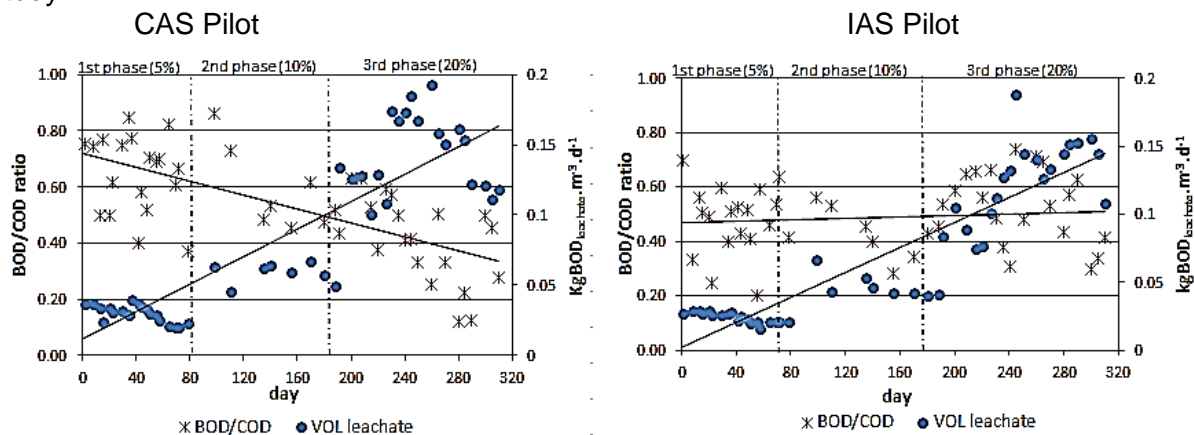 CAS Pilot
1st phase (5%) 2nd phase (10%) 3rd phase (20%)
1.00
0.80
0.60
0.40
0.20
0.00
BOD/COD ratio
0.2
0.15
0.1
0.05
0
kgBODleachate.m⁻³.d⁻¹
0 40 80 120 160 200 240 280 320
day
BOD/COD VOL leachate
IAS Pilot
1st phase (5%) 2nd phase (10%) 3rd phase (20%)
1.00
0.80
0.60
0.40
0.20
0.00
BOD/COD ratio
0.2
0.15
0.1
0.05
0
KgBODleachate.m⁻³.d⁻¹
0 40 80 120 160 200 240 280 320
day
BOD/COD VOL leachate